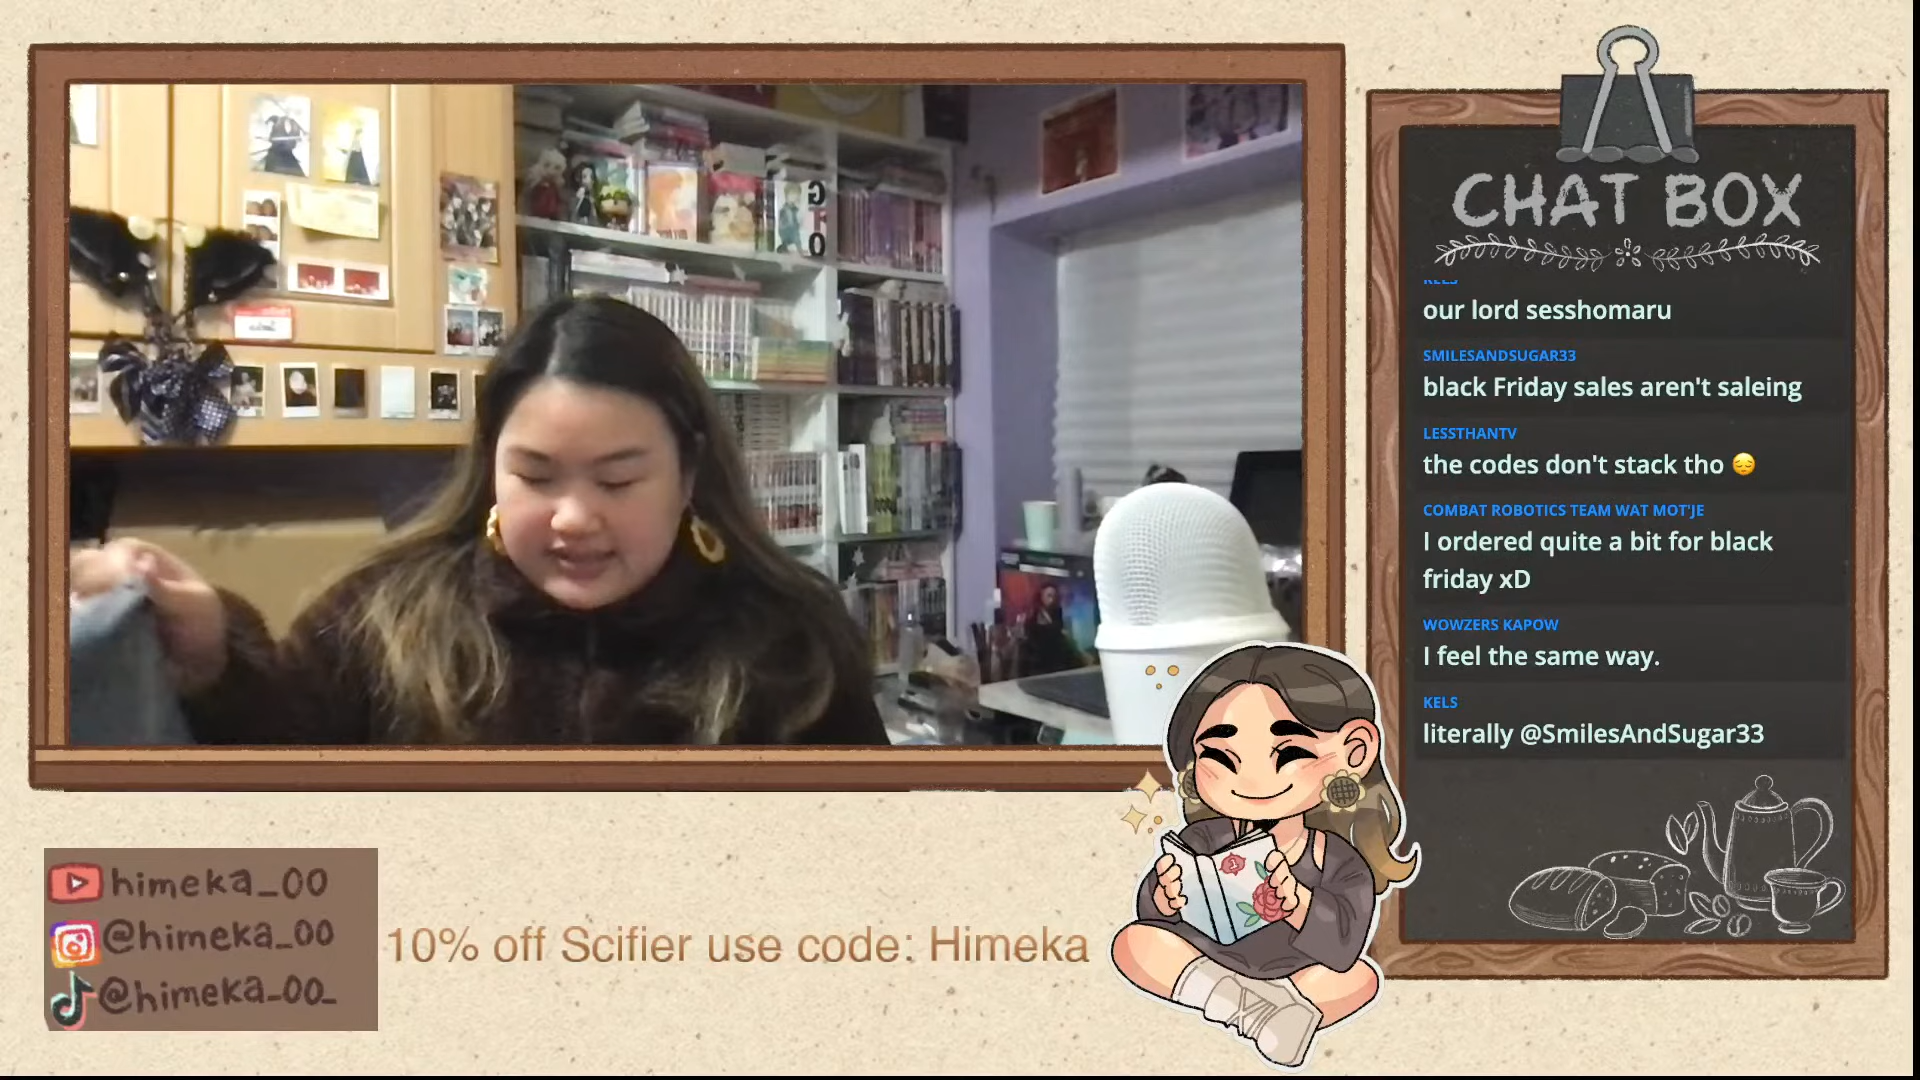 GTO
CHAT BOX
our lord sesshomaru
SMILESANDSUGAR33
black Friday sales aren't saleing
LESSTHANTV
the codes don't stack tho 😔
COMBAT ROBOTICS TEAM WAT MOT'JE
I ordered quite a bit for black
friday xD
WOWZERS KAPOW
I feel the same way.
KELS
literally @SmilesAndSugar33
himeka_00
@himeka_00
@himeka_00_
10% off Scifier use code: Himeka